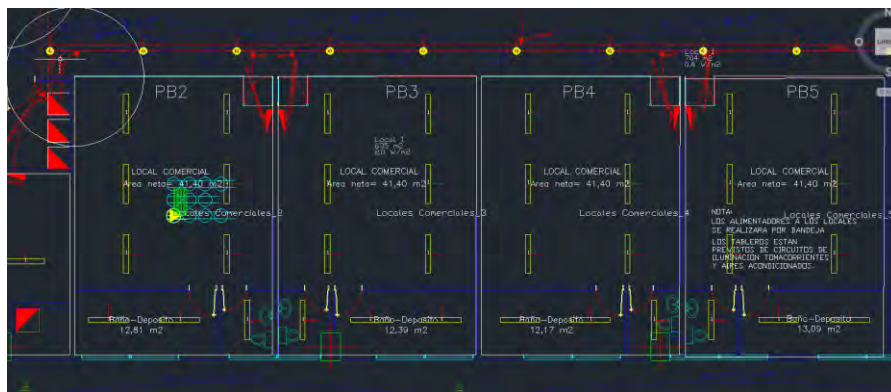 PB2
PB3
PB4
PB5
LOCAL COMERCIAL
Area neta= 41,40 m2
LOCAL COMERCIAL
Area neta= 41,40 m2
LOCAL COMERCIAL
Area neta= 41,40 m2
LOCAL COMERCIAL
Area neta= 41,40 m2
Local_1
Local_1
Locales Comerciales_2
Locales Comerciales_3
Locales Comerciales_4
Locales Comerciales_5
NOTA:
LOS ALIMENTADORES A LOS LOCALES
SE REALIZARA POR BANDEJA
LOS TABLEROS ESTAN
PREVISTOS DE CIRCUITOS DE
ILUMINACION TOMACORRIENTES
Y AIRES ACONDICIONADOS.
Baño-Deposito
12,81 m2
Baño-Deposito
12,39 m2
Baño-Deposito
12,17 m2
Baño-Deposito
13,09 m2
O
S